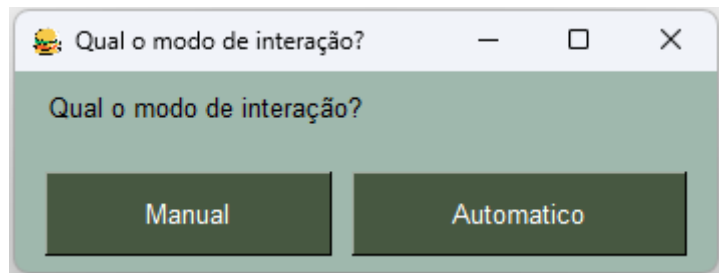 Qual o modo de interação?
Qual o modo de interação?
Manual
Automatico